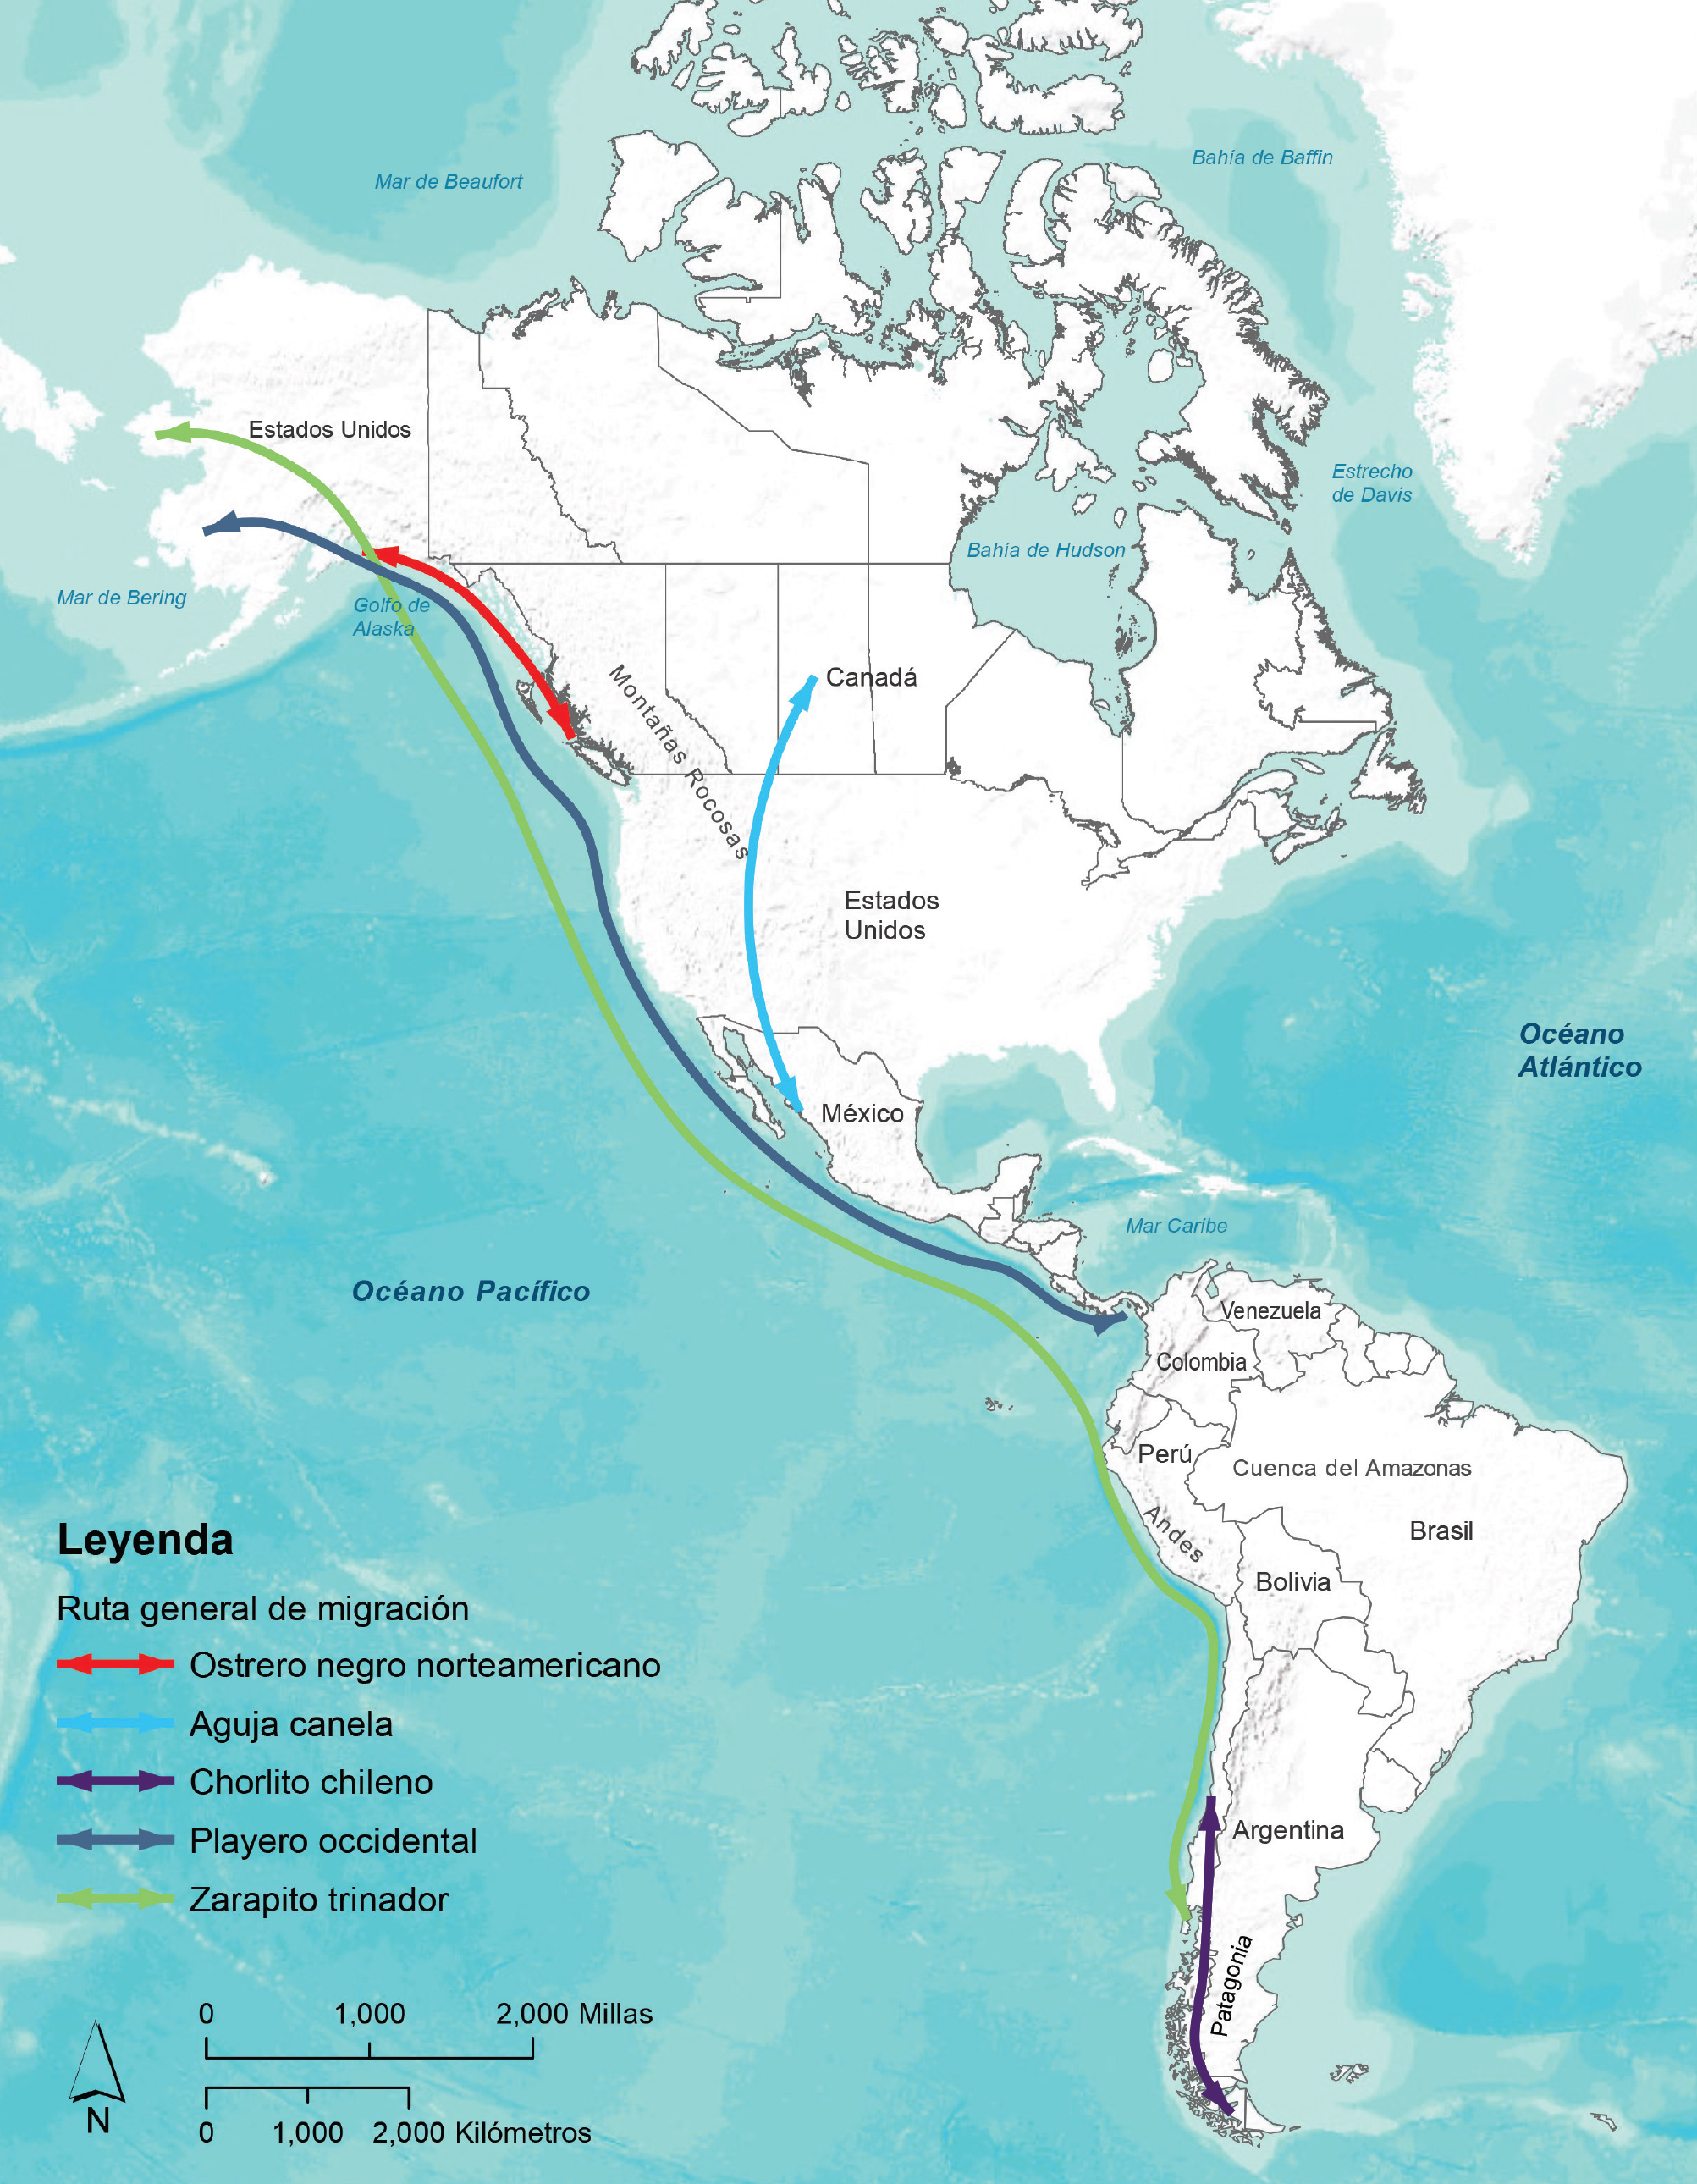 Bahía de Baffin
Mar de Beaufort
Estados Unidos
Estrecho
de Davis
Bahía de Hudson
Mar de Bering
Golfo de
Alaska
Canadá
Montañas Rocosas
Estados
Unidos
Océano
Atlántico
México
Mar Caribe
Océano Pacífico
Venezuela
Colombia
Perú
Cuenca del Amazonas
Andes
Brasil
Bolivia
Argentina
Patagonia
Leyenda
Ruta general de migración
Ostrero negro norteamericano
Aguja canela
Chorlito chileno
Playero occidental
Zarapito trinador
0 1,000 2,000 Millas
0 1,000 2,000 Kilómetros
N